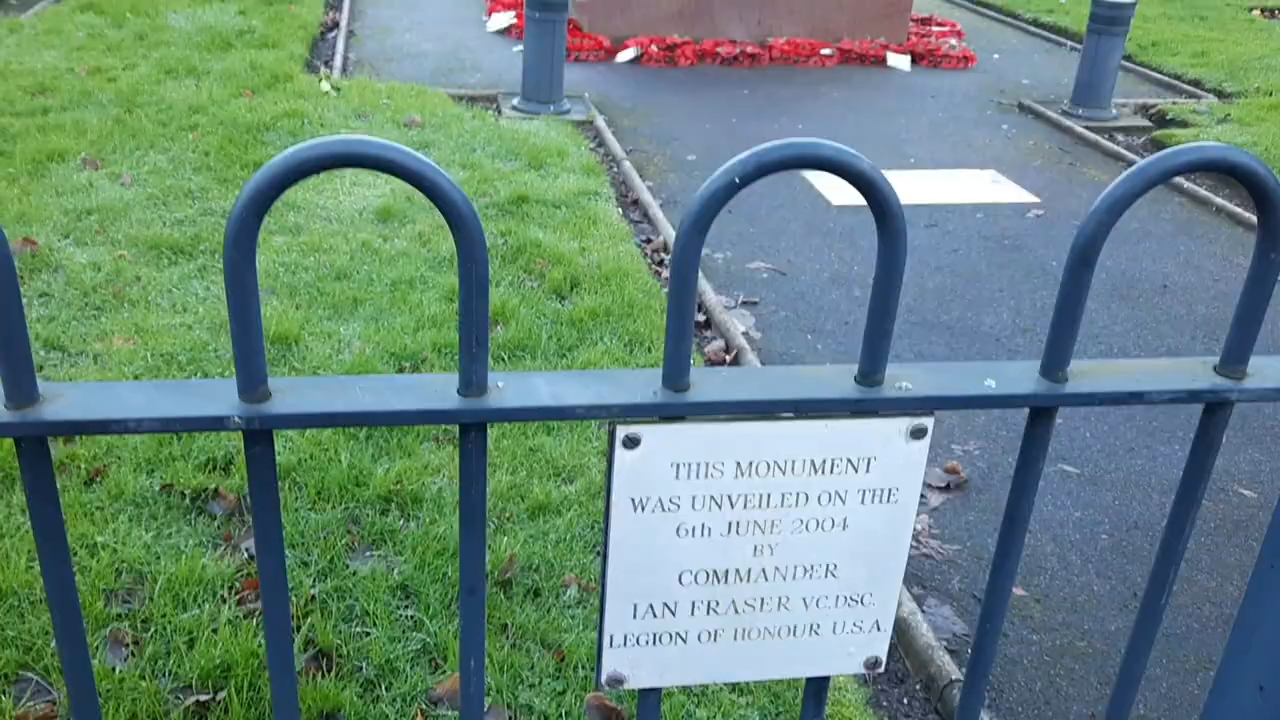 THIS MONUMENT
WAS UNVEILED ON THE
6th JUNE 2004
BY
COMMANDER
IAN FRASER VC.DSC.
LEGION OF HONOUR U.S.A.